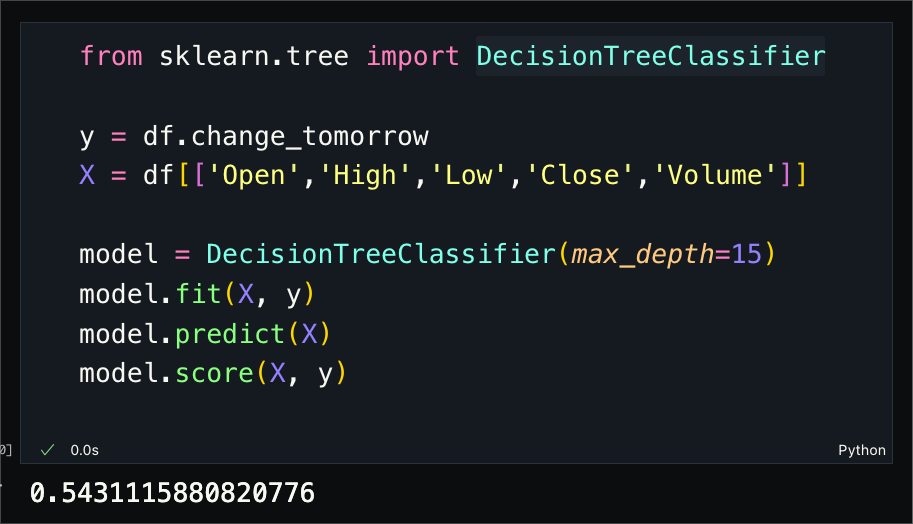 from sklearn.tree import DecisionTreeClassifier
y = df.change_tomorrow
X = df[['Open','High','Low','Close','Volume']]
model = DecisionTreeClassifier(max_depth=15)
model.fit(X, y)
model.predict(X)
model.score(X, y)
0] ✓ 0.0s Python
0.5431115880820776